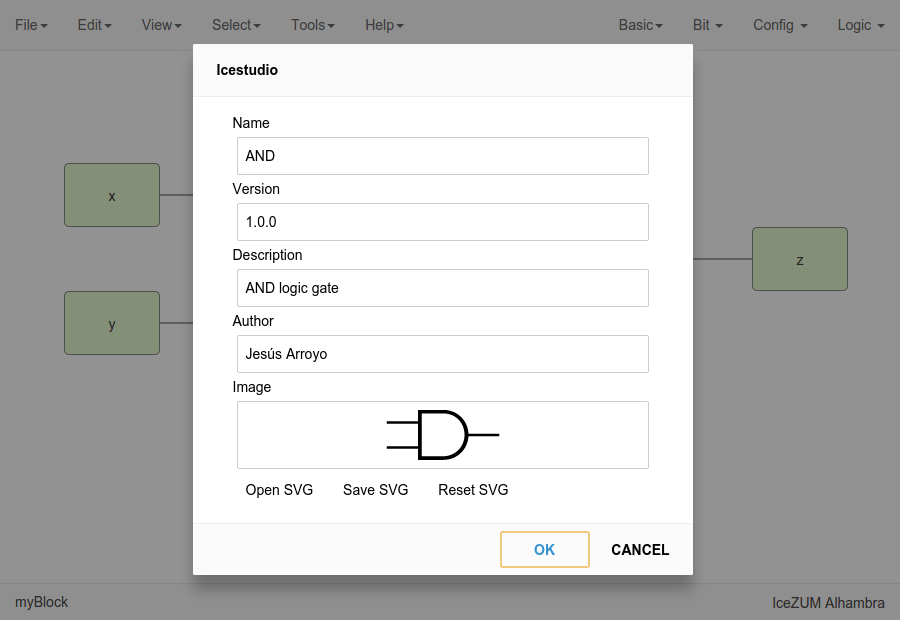 File Edit View Select Tools Help Basic Bit Config Logic
Icestudio
Name
AND
Version
1.0.0
Description
AND logic gate
Author
Jesús Arroyo
Image
Open SVG Save SVG Reset SVG
OK CANCEL
x
y
z
myBlock IceZUM Alhambra